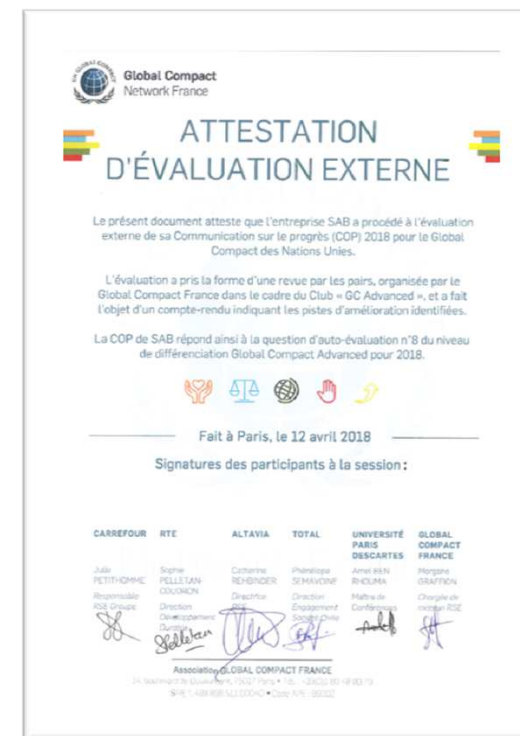 Global Compact
Network France
ATTESTATION
D'ÉVALUATION EXTERNE
Le présent document atteste que l'entreprise SAB a procédé à l'évaluation
externe de sa Communication sur le progrès (COP) 2018 pour le Global
Compact des Nations Unies.
L'évaluation a pris la forme d'une revue par les pairs, organisée par le
Global Compact France dans le cadre du Club « GC Advanced », et a fait
l'objet d'un compte-rendu indiquant les pistes d'amélioration identifiées.
La COP de SAB répond ainsi à la question d'auto-évaluation n°8 du niveau
de différenciation Global Compact Advanced pour 2018.
Fait à Paris, le 12 avril 2018
Signatures des participants à la session :
CARREFOUR RTE ALTAVIA TOTAL UNIVERSITÉ PARIS DESCARTES GLOBAL COMPACT FRANCE
Julie PETITHOMME
Responsable RSE Groupe
Sophie PELLETAN-
Direction Développement Durable
Catherine REHBINDER
Directrice
Pénélope SEMAVOINE
Direction Engagement Société Civile
Amel BEN RHOUMA
Maître de Conférences
Morgane GRAFFION
Chargée de mission RSE
Association GLOBAL COMPACT FRANCE